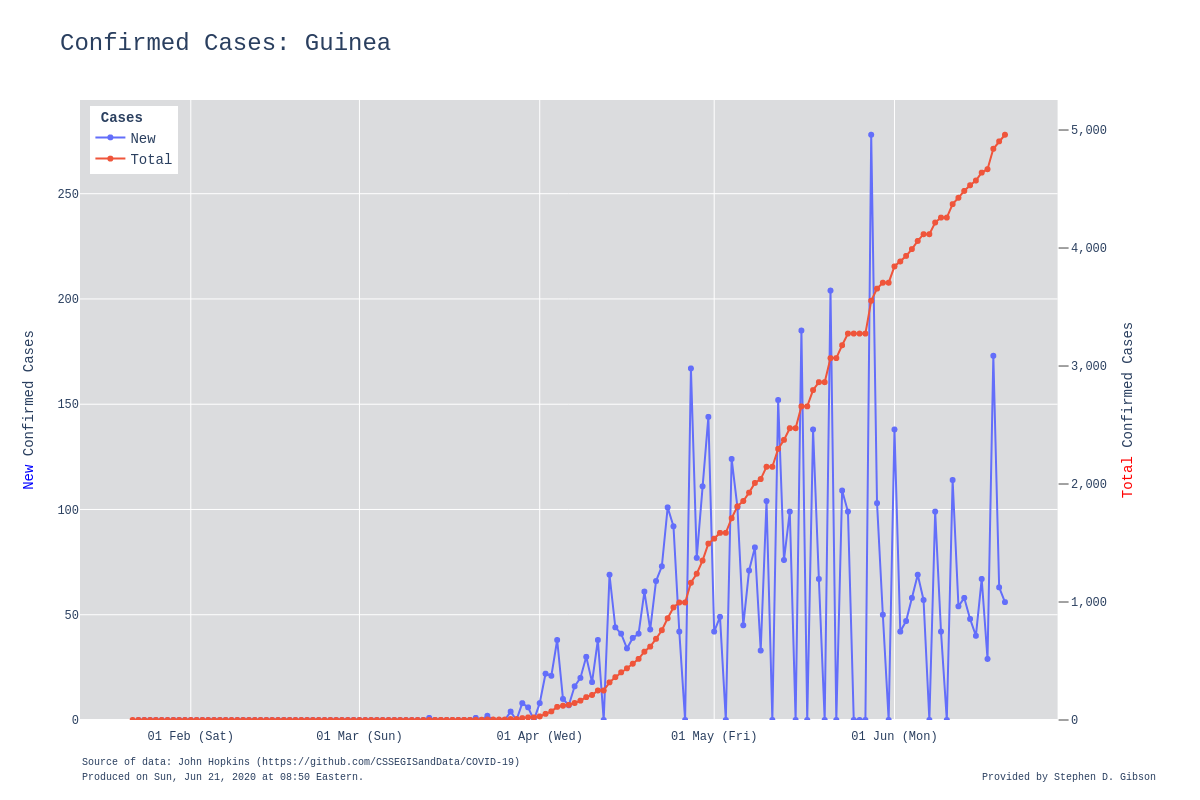 Confirmed Cases: Guinea
Cases
New
Total
250
200
150
100
50
0
New Confirmed Cases
5,000
4,000
3,000
2,000
1,000
0
Total Confirmed Cases
01 Feb (Sat) 01 Mar (Sun) 01 Apr (Wed) 01 May (Fri) 01 Jun (Mon)
Source of data: John Hopkins (https://github.com/CSSEGISandData/COVID-19)
Produced on Sun, Jun 21, 2020 at 08:50 Eastern.
Provided by Stephen D. Gibson